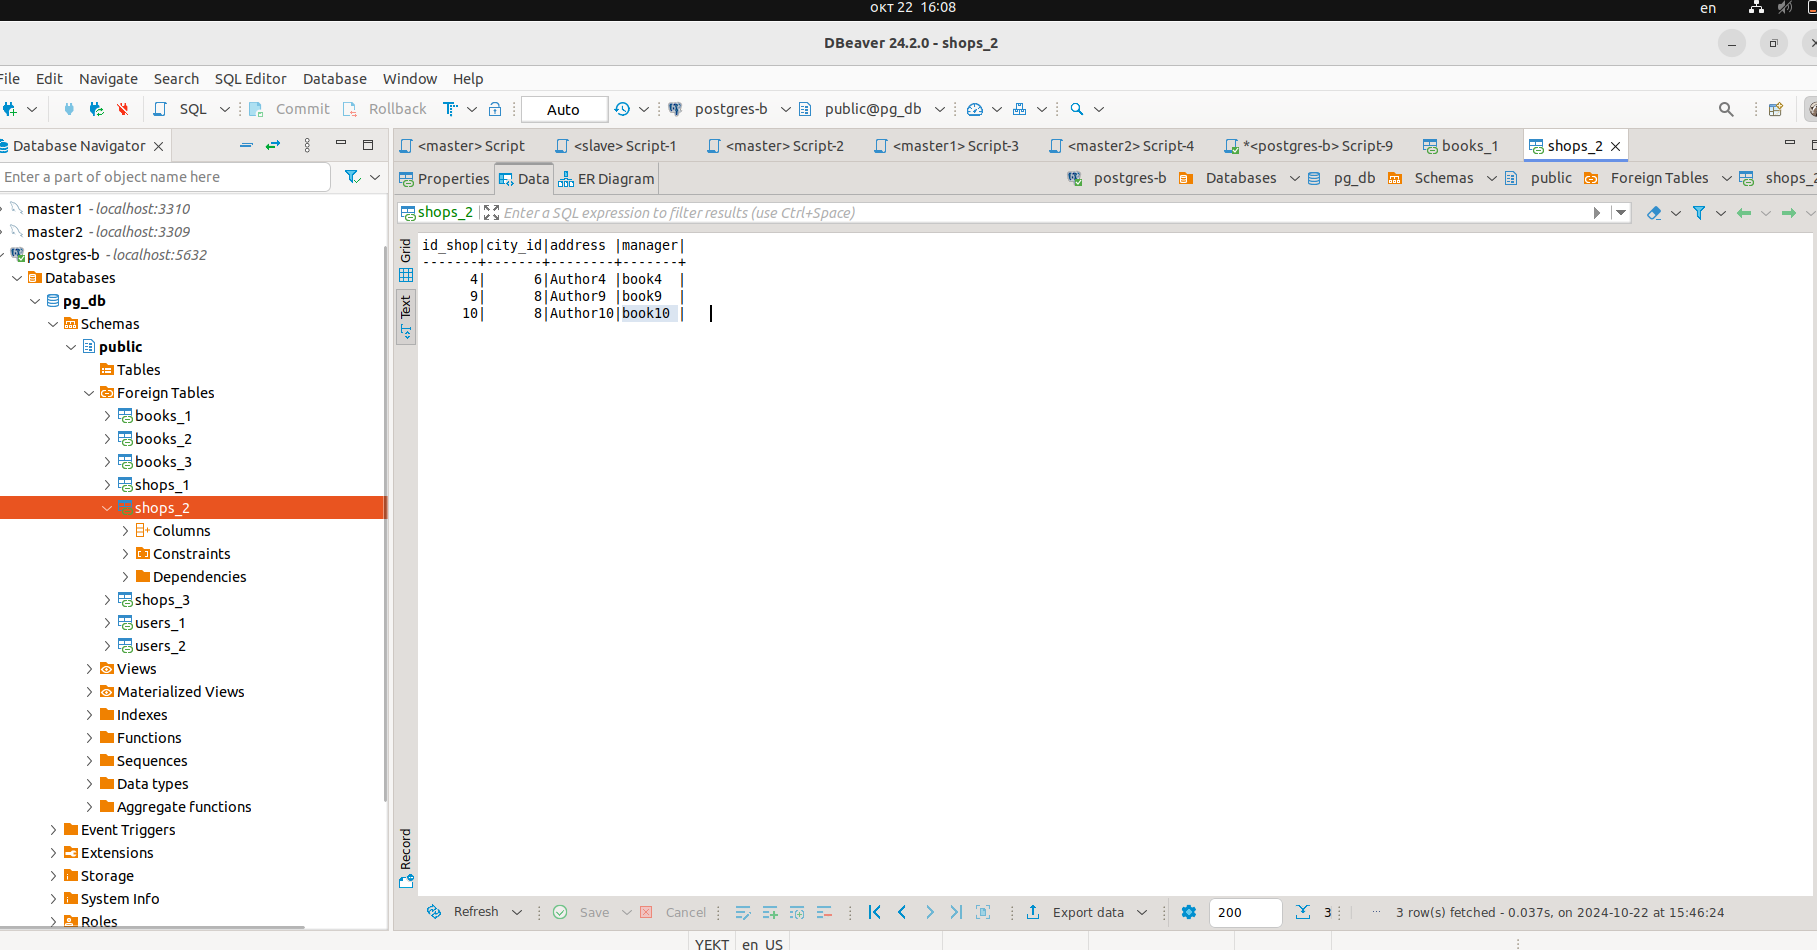 окт 22 16:08
en
DBeaver 24.2.0 - shops_2
File Edit Navigate Search SQL Editor Database Window Help
SQL Commit Rollback Auto postgres-b public@pg_db
Database Navigator
<master> Script <slave> Script-1 <master> Script-2 <master1> Script-3 <master2> Script-4 *<postgres-b> Script-9 books_1 shops_2
Enter a part of object name here
Properties Data ER Diagram
postgres-b Databases pg_db Schemas public Foreign Tables shops_2
shops_2 Enter a SQL expression to filter results (use Ctrl+Space)
master1 - localhost:3310
master2 - localhost:3309
postgres-b - localhost:5632
Databases
pg_db
Schemas
public
Tables
Foreign Tables
books_1
books_2
books_3
shops_1
shops_2
Columns
Constraints
Dependencies
shops_3
users_1
users_2
Views
Materialized Views
Indexes
Functions
Sequences
Data types
Aggregate functions
Event Triggers
Extensions
Storage
System Info
Roles
Grid
Text
Record
id_shop|city_id|address |manager|
-------+-------+--------+-------+
      4|      6|Author4 |book4  |
      9|      8|Author9 |book9  |
     10|      8|Author10|book10 |
Refresh Save Cancel Export data 200 3 ... 3 row(s) fetched - 0.037s, on 2024-10-22 at 15:46:24
YEKT en_US